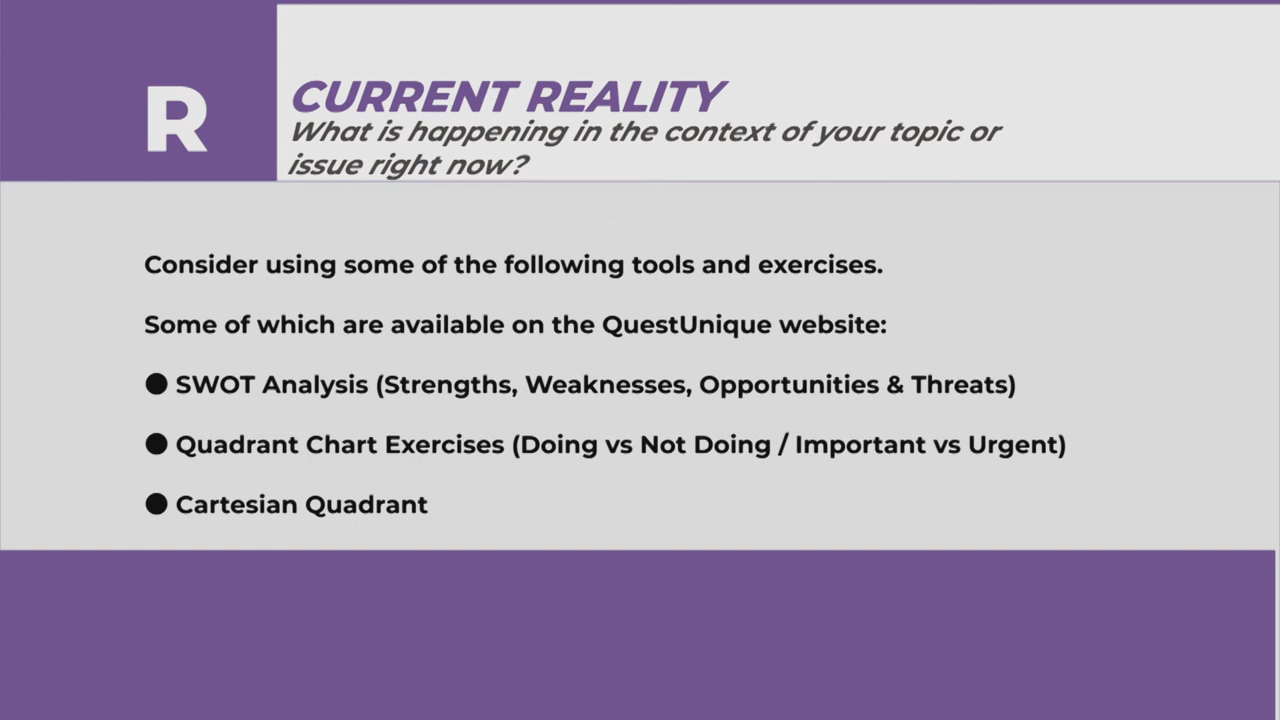 R
CURRENT REALITY
What is happening in the context of your topic or
issue right now?
Consider using some of the following tools and exercises.
Some of which are available on the QuestUnique website:
● SWOT Analysis (Strengths, Weaknesses, Opportunities & Threats)
● Quadrant Chart Exercises (Doing vs Not Doing / Important vs Urgent)
● Cartesian Quadrant